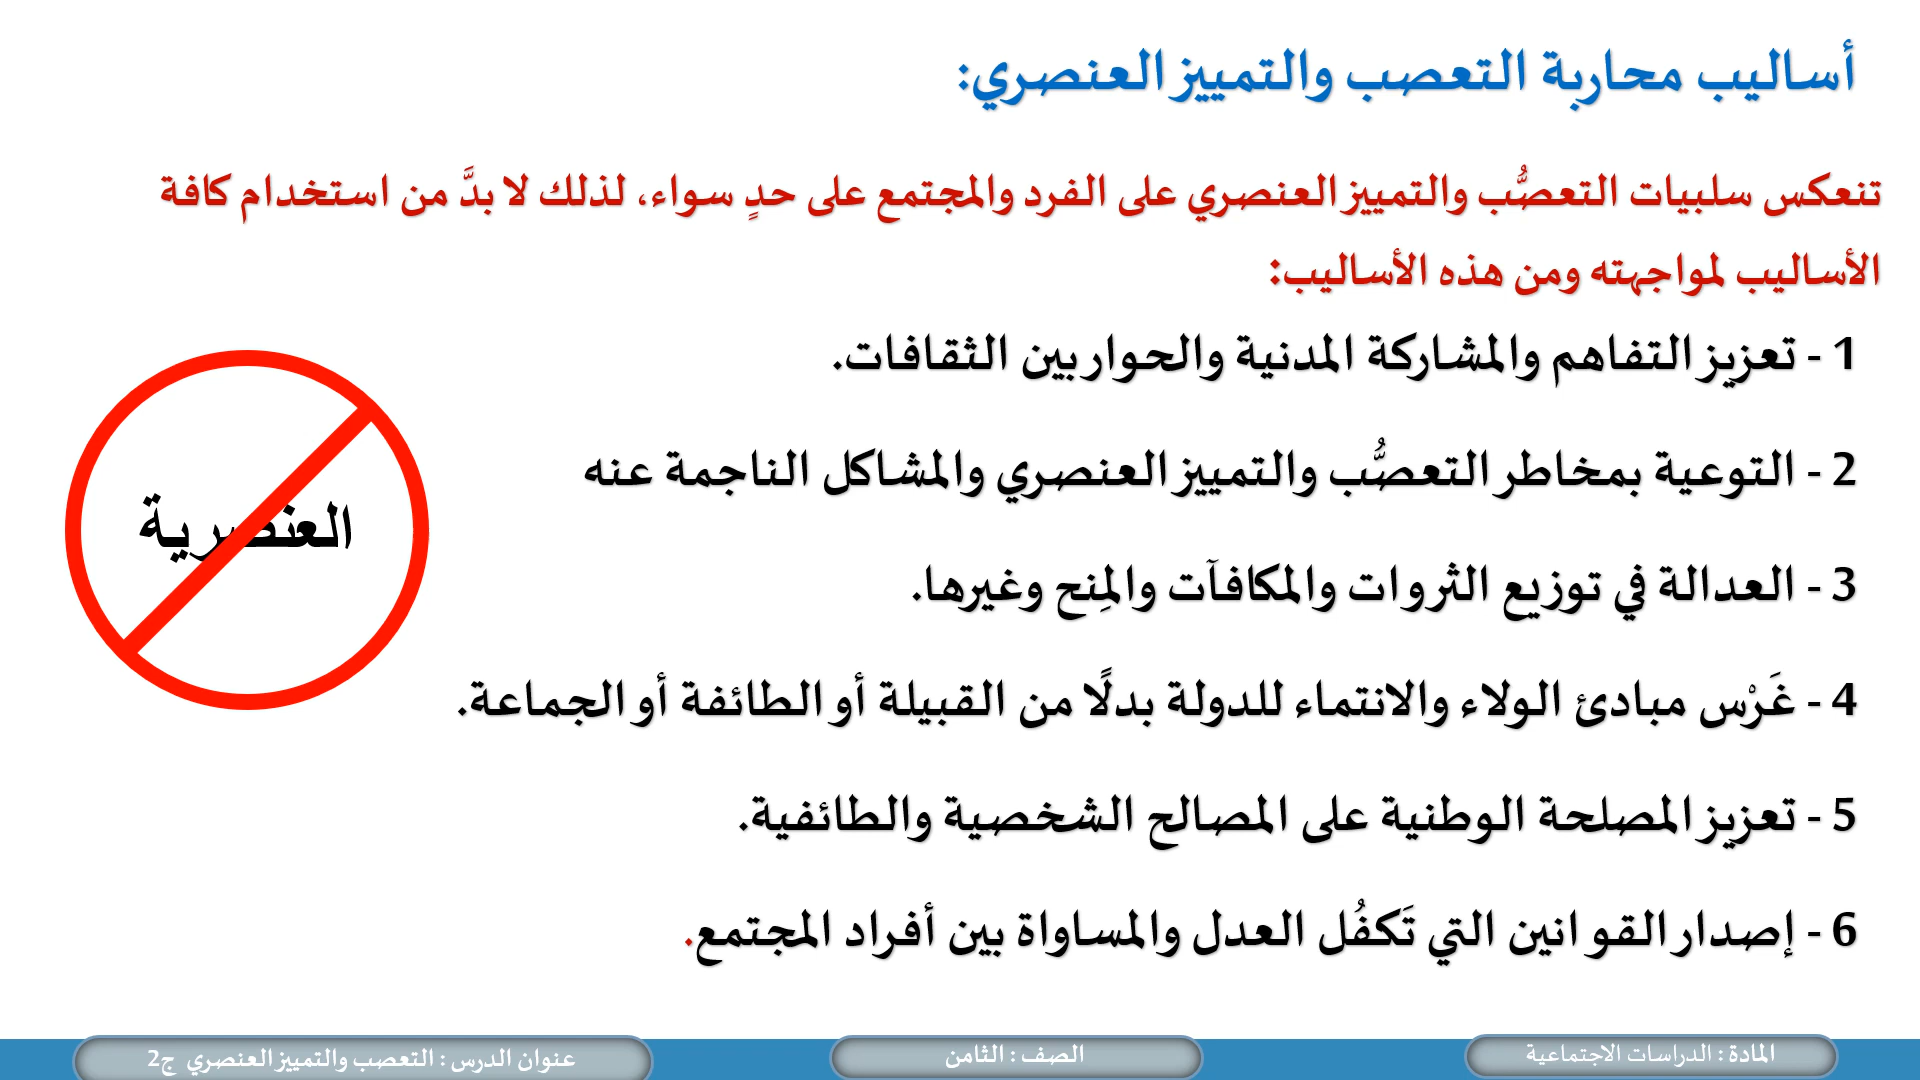 أساليب محاربة التعصب والتمييز العنصري:
تنعكس سلبيات التعصُّب والتمييز العنصري على الفرد والمجتمع على حدٍ سواء، لذلك لا بدَّ من استخدام كافة
الأساليب لمواجهته ومن هذه الأساليب:
1 - تعزيز التفاهم والمشاركة المدنية والحوار بين الثقافات.
2 - التوعية بمخاطر التعصُّب والتمييز العنصري والمشاكل الناجمة عنه
3 - العدالة في توزيع الثروات والمكافآت والمِنح وغيرها.
4 - غَرْس مبادئ الولاء والانتماء للدولة بدلًا من القبيلة أو الطائفة أو الجماعة.
5 - تعزيز المصلحة الوطنية على المصالح الشخصية والطائفية.
6 - إصدار القوانين التي تَكفُل العدل والمساواة بين أفراد المجتمع.
العنصرية
المادة : الدراسات الاجتماعية
الصف : الثامن
عنوان الدرس : التعصب والتمييز العنصري ج2